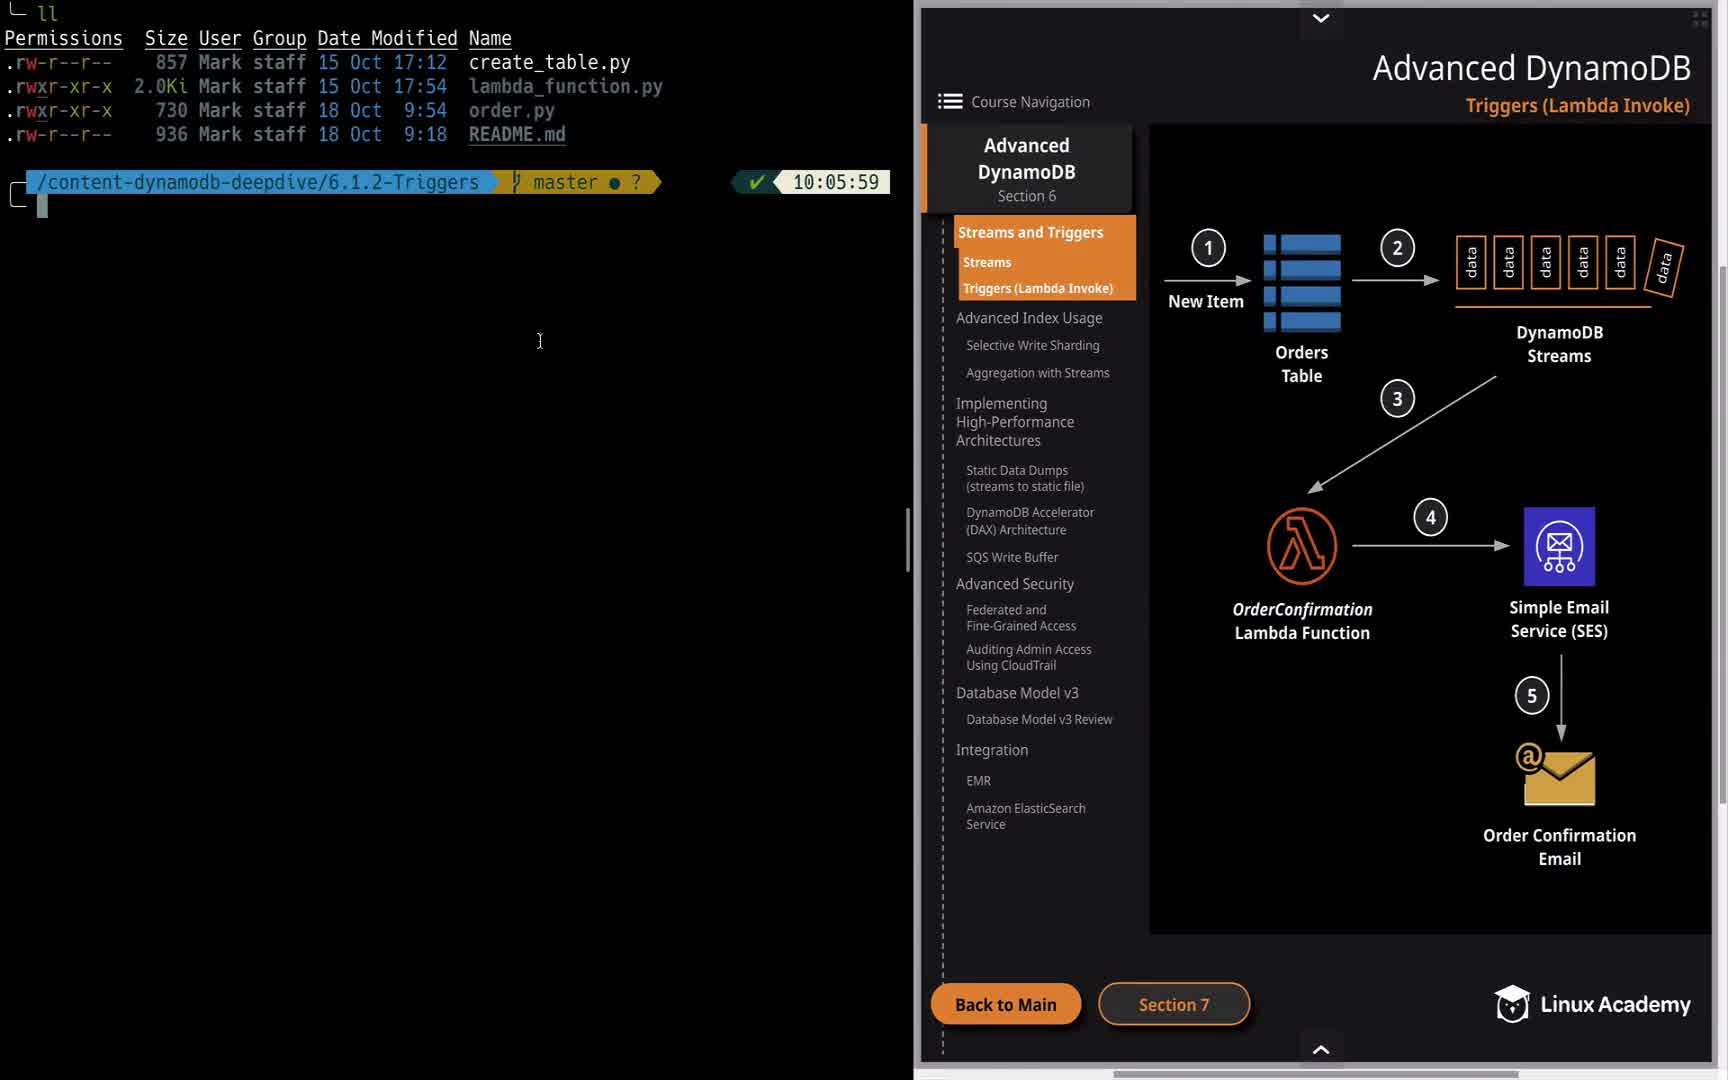 ll
Permissions Size User Group Date Modified Name
.rw-r--r-- 857 Mark staff 15 Oct 17:12 create_table.py
.rwxr-xr-x 2.0Ki Mark staff 15 Oct 17:54 lambda_function.py
.rwxr-xr-x 730 Mark staff 18 Oct 9:54 order.py
.rw-r--r-- 936 Mark staff 18 Oct 9:18 README.md
/content-dynamodb-deepdive/6.1.2-Triggers master ● ? ✔ 10:05:59
Advanced DynamoDB
Triggers (Lambda Invoke)
Course Navigation
Advanced
DynamoDB
Section 6
Streams and Triggers
Streams
Triggers (Lambda Invoke)
Advanced Index Usage
Selective Write Sharding
Aggregation with Streams
Implementing
High-Performance
Architectures
Static Data Dumps
(streams to static file)
DynamoDB Accelerator
(DAX) Architecture
SQS Write Buffer
Advanced Security
Federated and
Fine-Grained Access
Auditing Admin Access
Using CloudTrail
Database Model v3
Database Model v3 Review
Integration
EMR
Amazon ElasticSearch
Service
1
New Item
Orders
Table
2
data data data data data data
DynamoDB
Streams
3
OrderConfirmation
Lambda Function
4
Simple Email
Service (SES)
5
@
Order Confirmation
Email
Back to Main
Section 7
Linux Academy